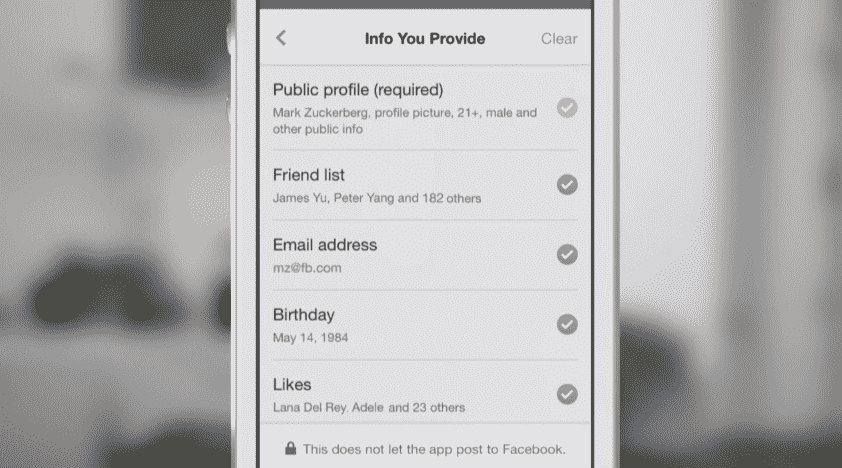 Info You Provide
Clear
Public profile (required)
Mark Zuckerberg, profile picture, 21+, male and
other public info
Friend list
James Yu, Peter Yang and 182 others
Email address
mz@fb.com
Birthday
May 14, 1984
Likes
Lana Del Rey, Adele and 23 others
This does not let the app post to Facebook.